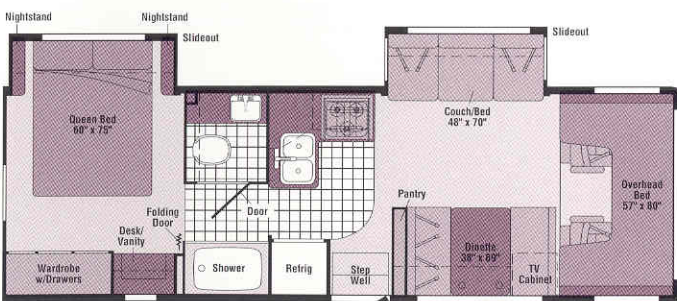 Nightstand
Nightstand
Slideout
Slideout
Queen Bed
60" x 75"
Couch/Bed
48" x 70"
Overhead
Bed
57" x 80"
Pantry
Door
Folding
Door
Desk/
Vanity
Dinette
38" x 69"
Wardrobe
w/Drawers
Shower
Refrig
Step
Well
TV
Cabinet